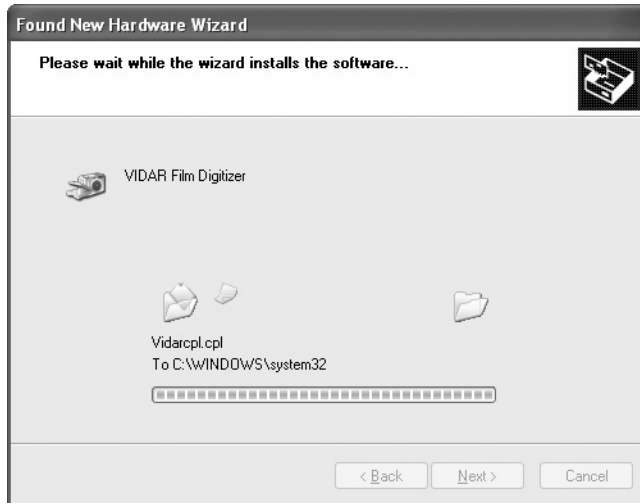 Found New Hardware Wizard
Please wait while the wizard installs the software...
VIDAR Film Digitizer
Vidarcpl.cpl
To C:\WINDOWS\system32
< Back
Next >
Cancel